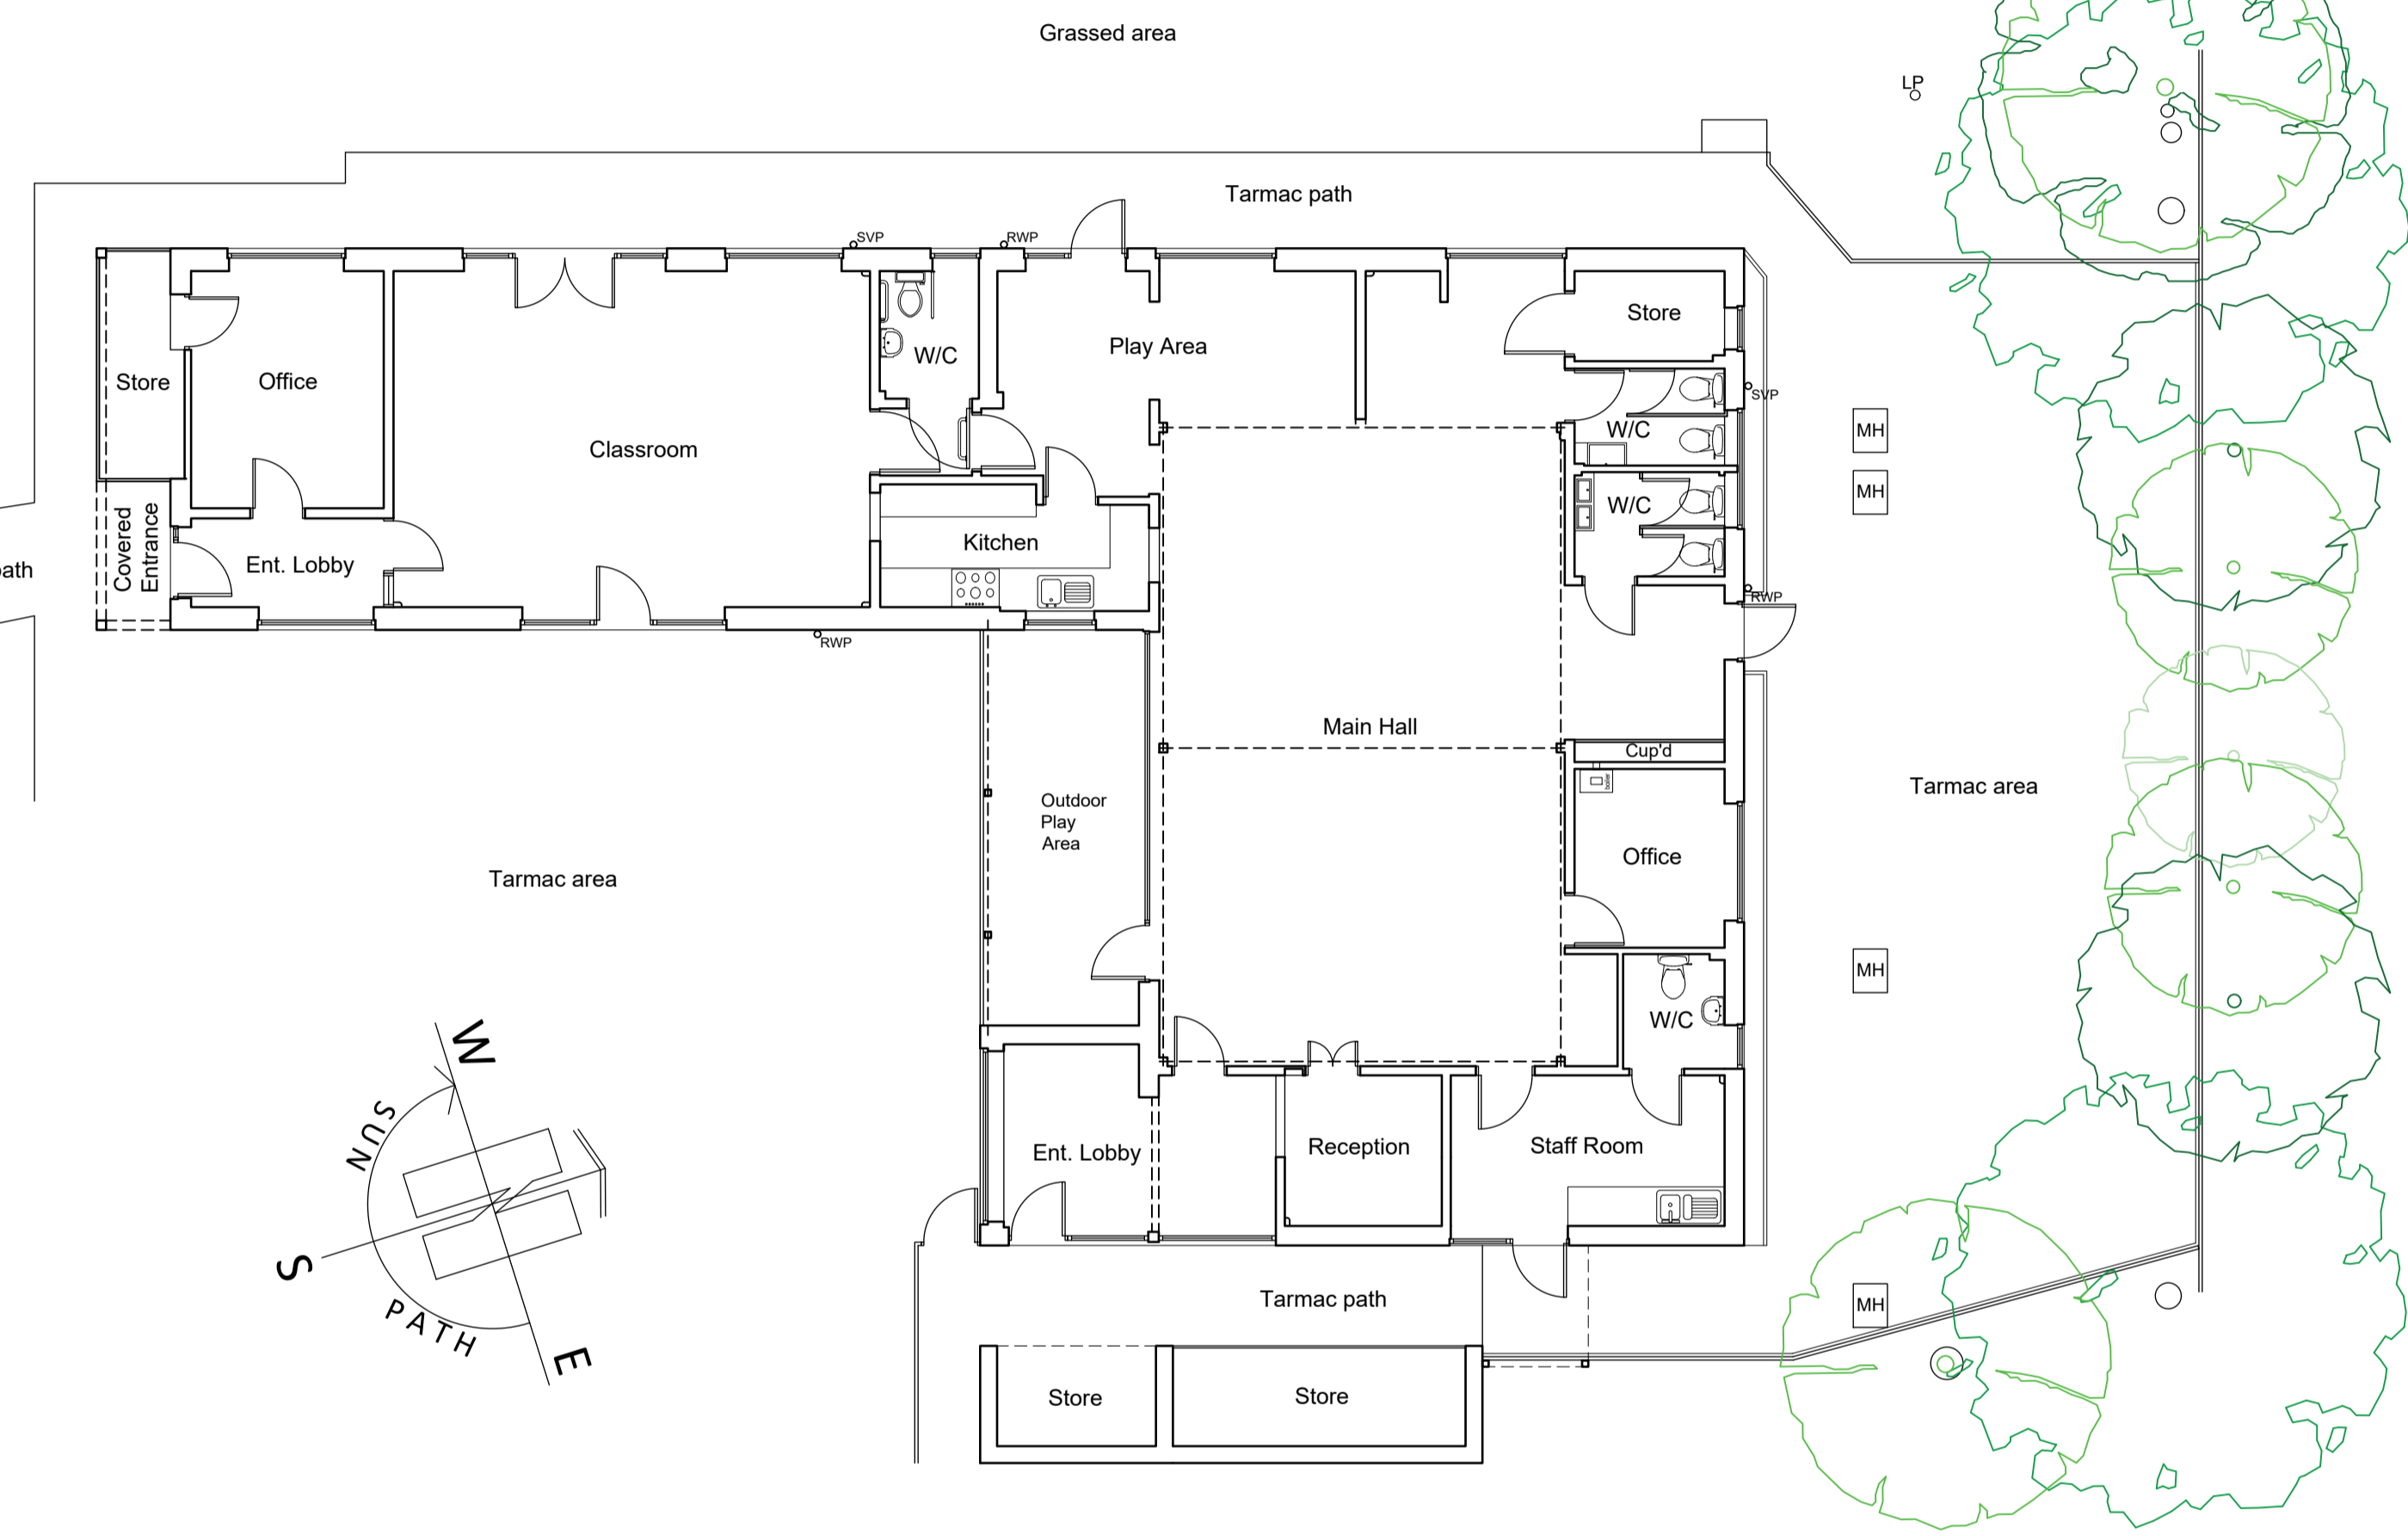 Grassed area
LP
Tarmac path
SVP
RWP
Store
Play Area
W/C
Store
Office
SVP
W/C
MH
Classroom
MH
W/C
Covered
Entrance
Kitchen
Ent. Lobby
ath
RWP
RWP
Main Hall
Cup'd
boiler
Tarmac area
Outdoor
Play
Area
Office
Tarmac area
MH
W/C
W
SUN
Ent. Lobby
Reception
Staff Room
S
PATH
E
Tarmac path
MH
Store
Store